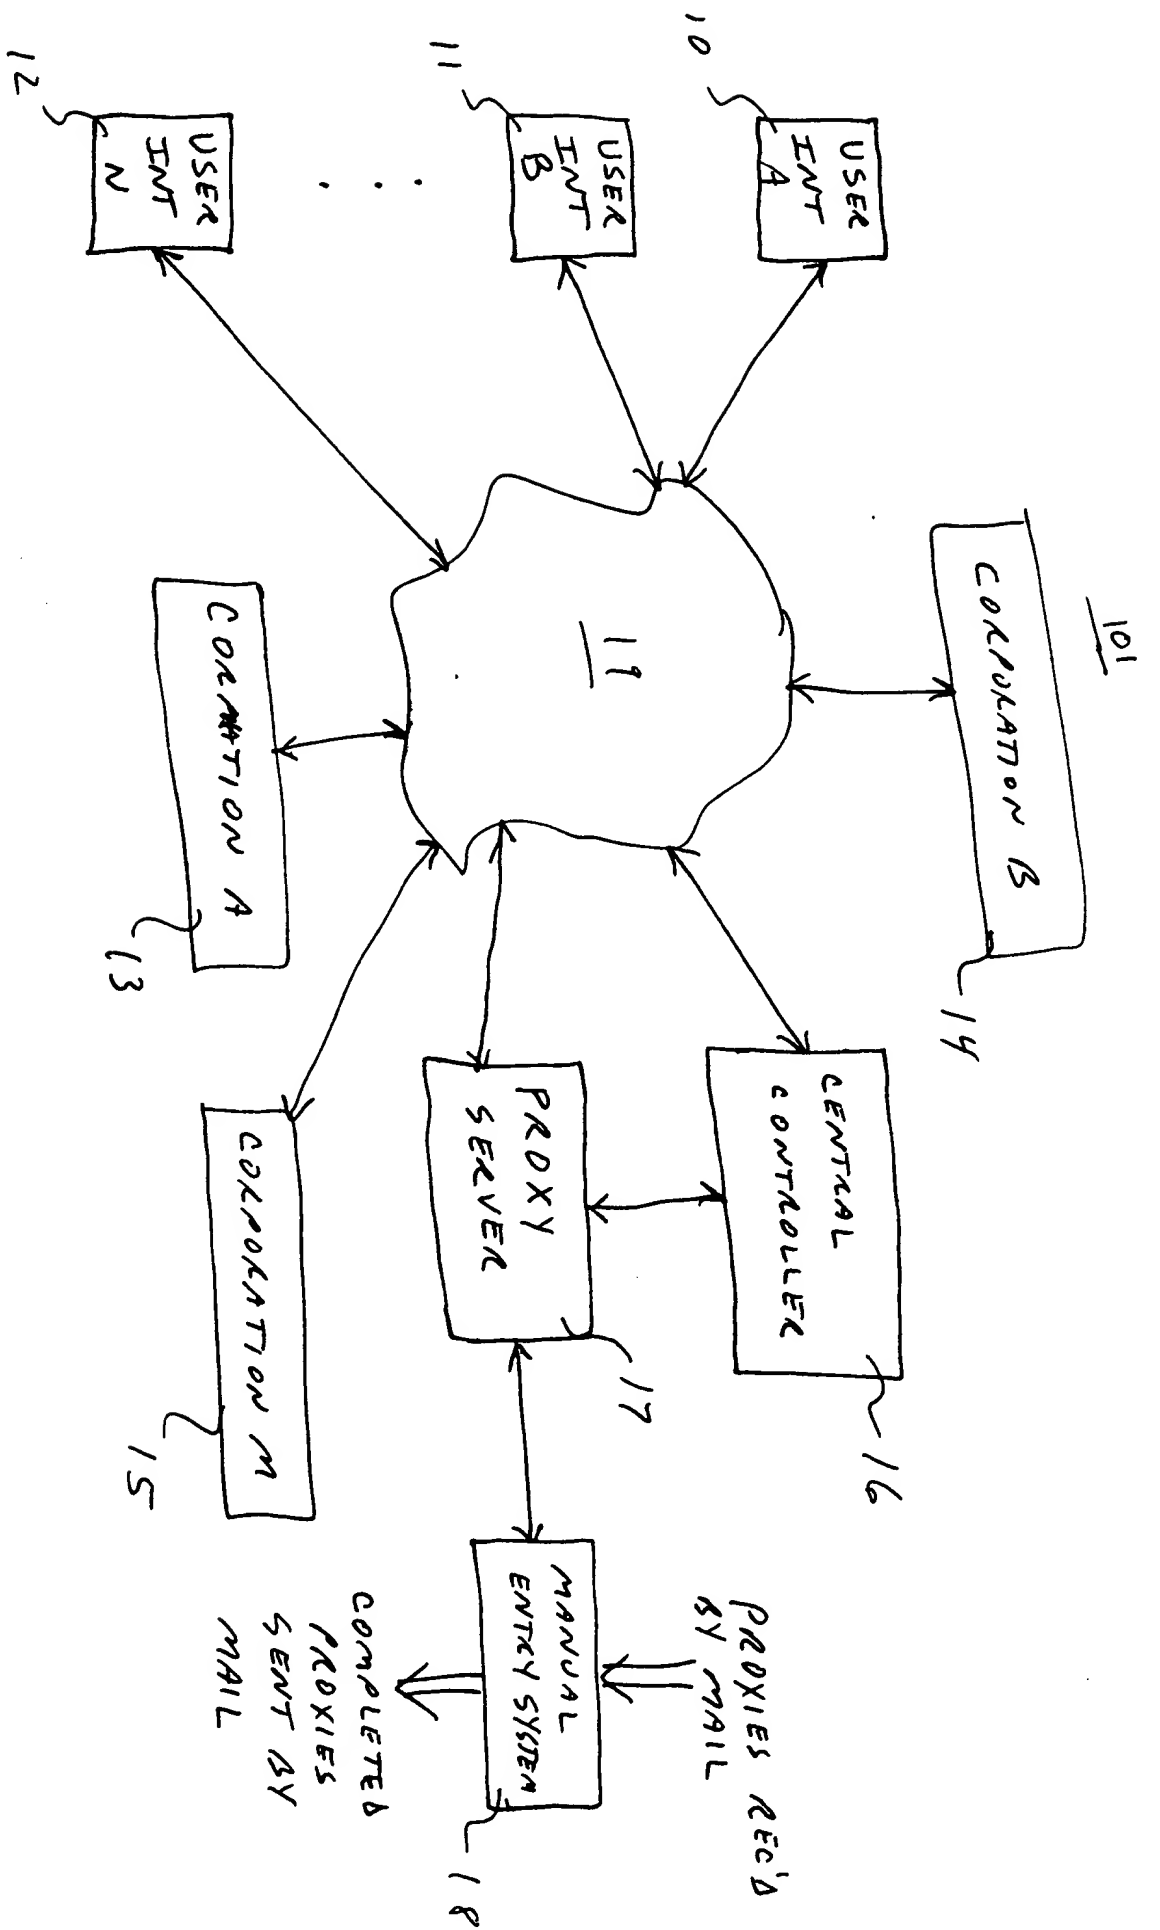 101
CORPORATION B
14
10
USER
INT
A
CENTRAL
CONTROLLER
16
PROXIES REC'D
BY MAIL
11
USER
INT
B
19
PROXY
SERVER
17
MANUAL
ENTRY SYSTEM
18
. . .
COMPLETED
PROXIES
SENT BY
MAIL
12
USER
INT
N
CORPORATION A
13
CORPORATION M
15